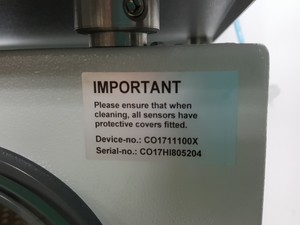 IMPORTANT
Please ensure that when
cleaning, all sensors have
protective covers fitted.
Device-no.: CO1711100X
Serial-no.: CO17HI805204